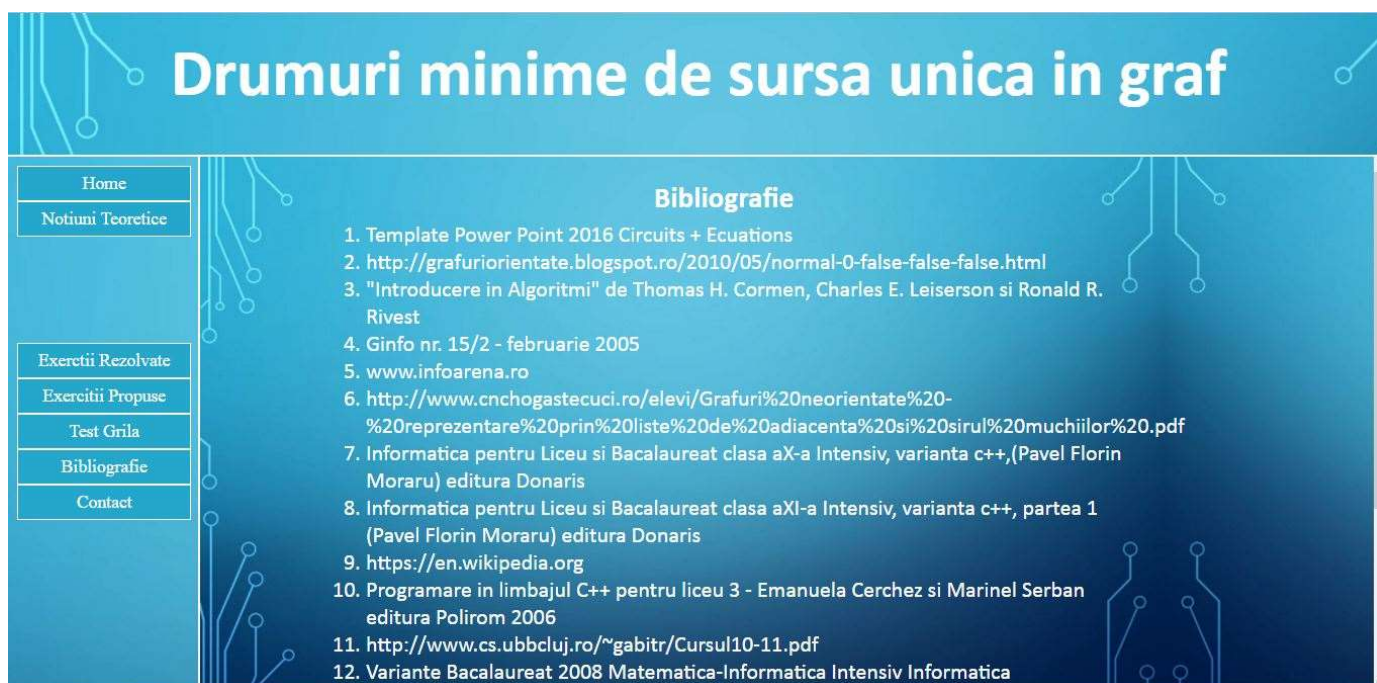 Drumuri minime de sursa unica in graf
Home
Notiuni Teoretice
Exerctii Rezolvate
Exercitii Propuse
Test Grila
Bibliografie
Contact
Bibliografie
1. Template Power Point 2016 Circuits + Ecuations
2. http://grafuriorientate.blogspot.ro/2010/05/normal-0-false-false-false.html
3. "Introducere in Algoritmi" de Thomas H. Cormen, Charles E. Leiserson si Ronald R.
Rivest
4. Ginfo nr. 15/2 - februarie 2005
5. www.infoarena.ro
6. http://www.cnchogastecuci.ro/elevi/Grafuri%20neorientate%20-
%20reprezentare%20prin%20liste%20de%20adiacenta%20si%20sirul%20muchiilor%20.pdf
7. Informatica pentru Liceu si Bacalaureat clasa aX-a Intensiv, varianta c++,(Pavel Florin
Moraru) editura Donaris
8. Informatica pentru Liceu si Bacalaureat clasa aXI-a Intensiv, varianta c++, partea 1
(Pavel Florin Moraru) editura Donaris
9. https://en.wikipedia.org
10. Programare in limbajul C++ pentru liceu 3 - Emanuela Cerchez si Marinel Serban
editura Polirom 2006
11. http://www.cs.ubbcluj.ro/~gabitr/Cursul10-11.pdf
12. Variante Bacalaureat 2008 Matematica-Informatica Intensiv Informatica